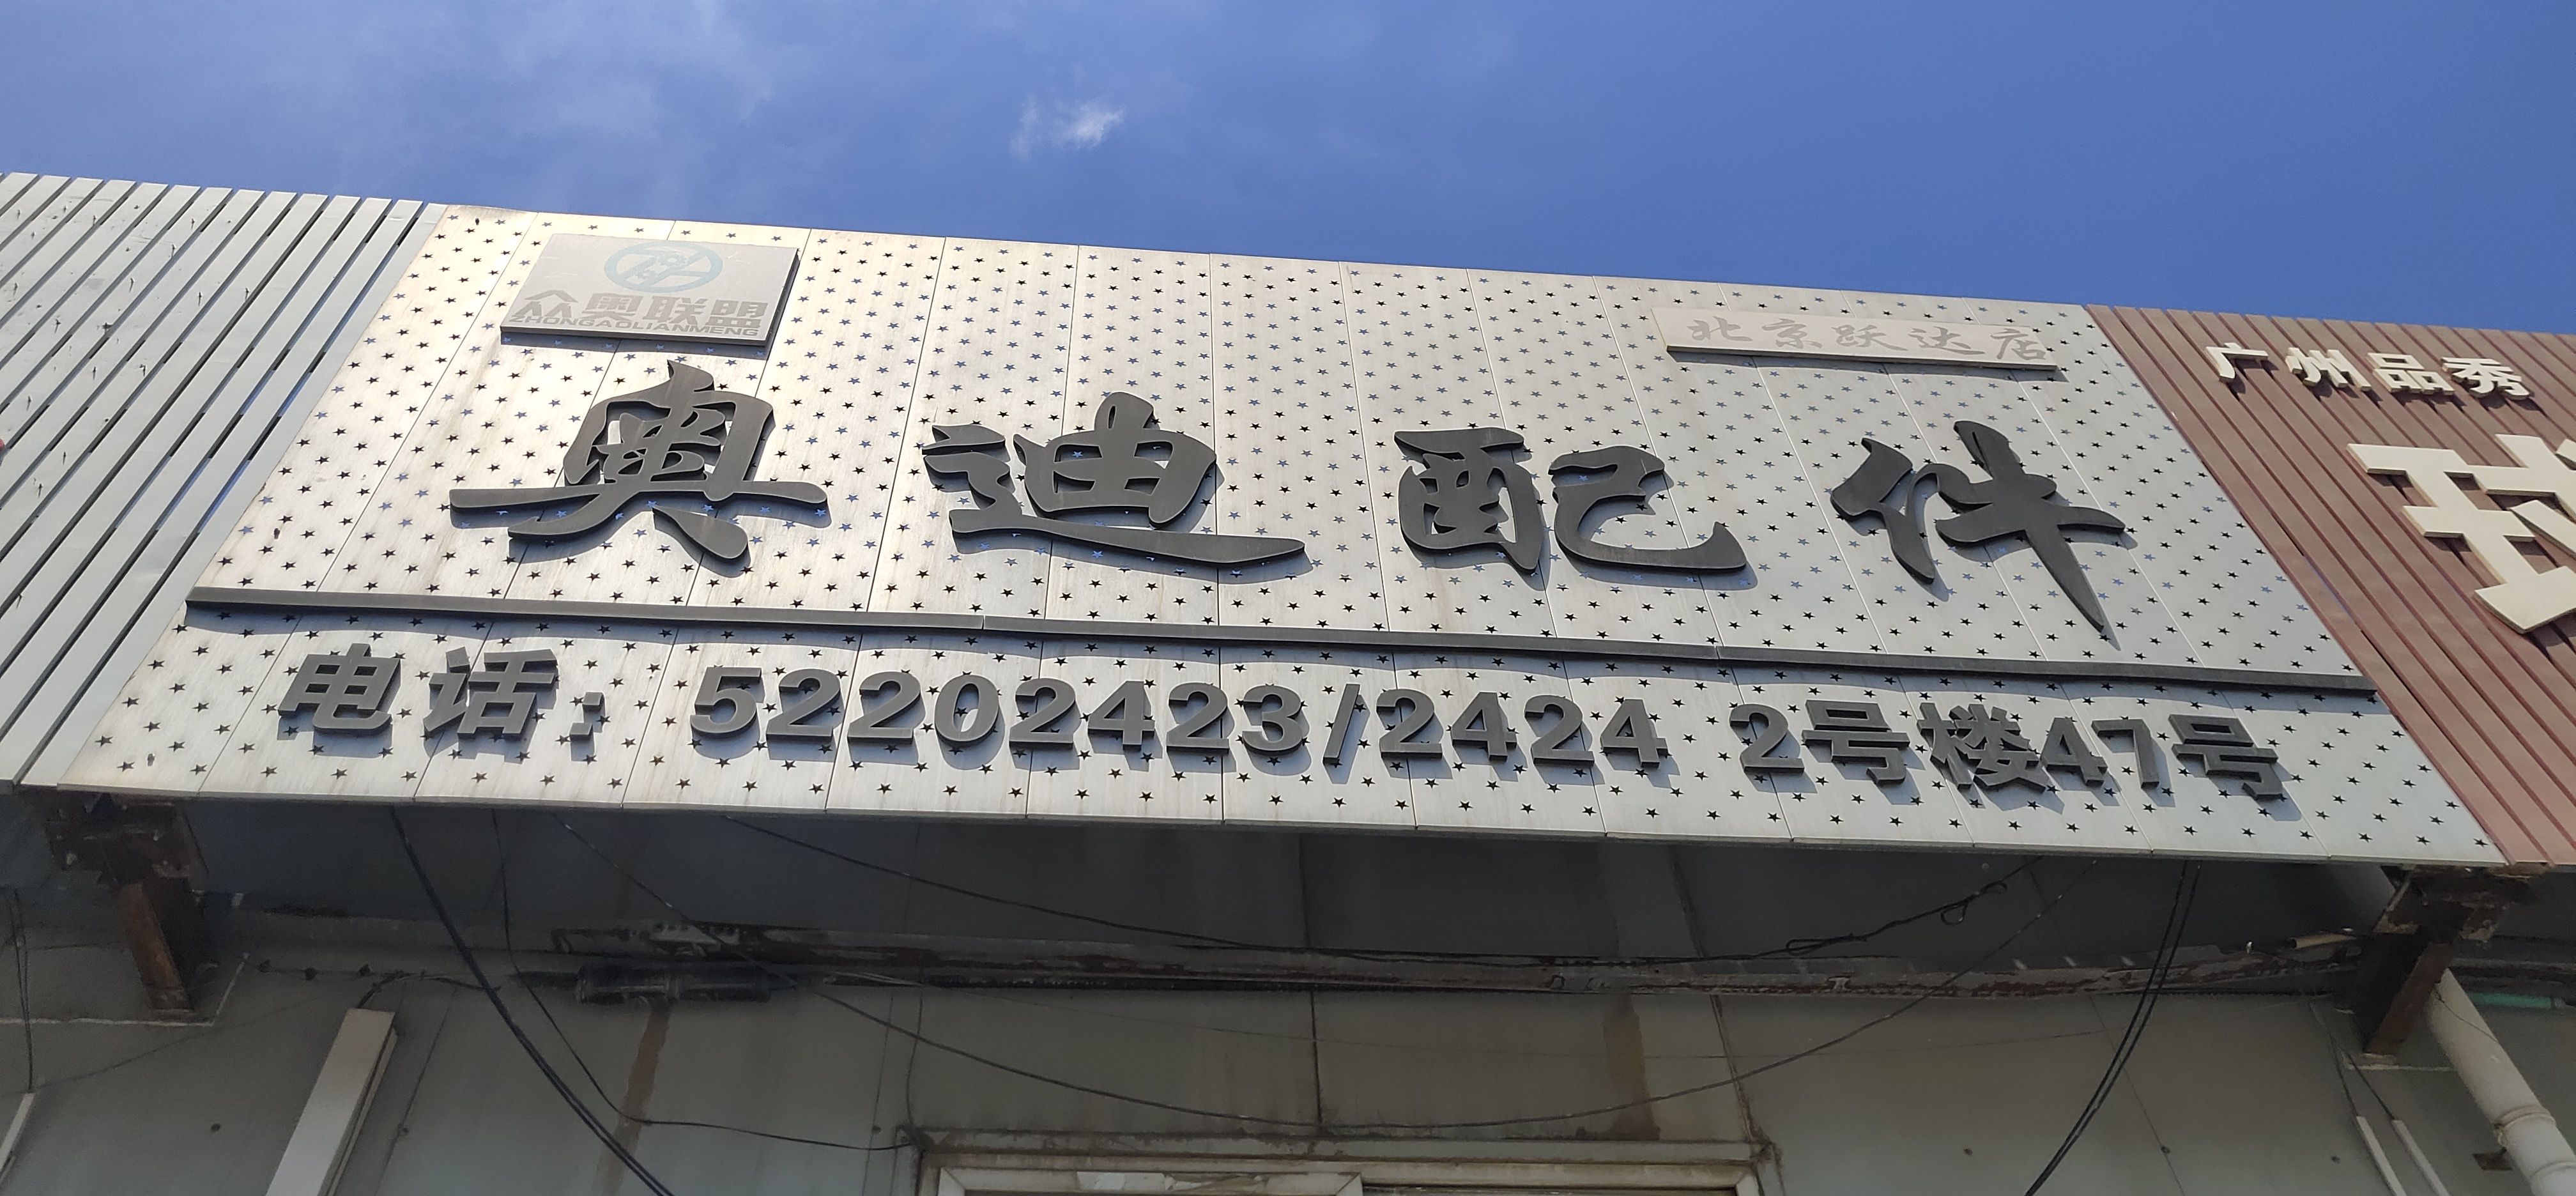 众奥联盟
ZHONGAOLIANMENG
北京跃达店
奥迪配件
电话：52202423/2424 2号楼47号
广州品秀